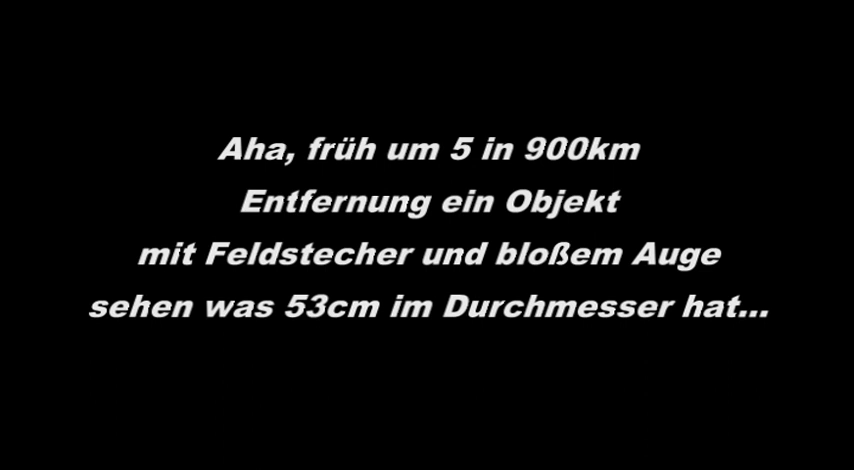 Aha, früh um 5 in 900km
Entfernung ein Objekt
mit Feldstecher und bloßem Auge
sehen was 53cm im Durchmesser hat...